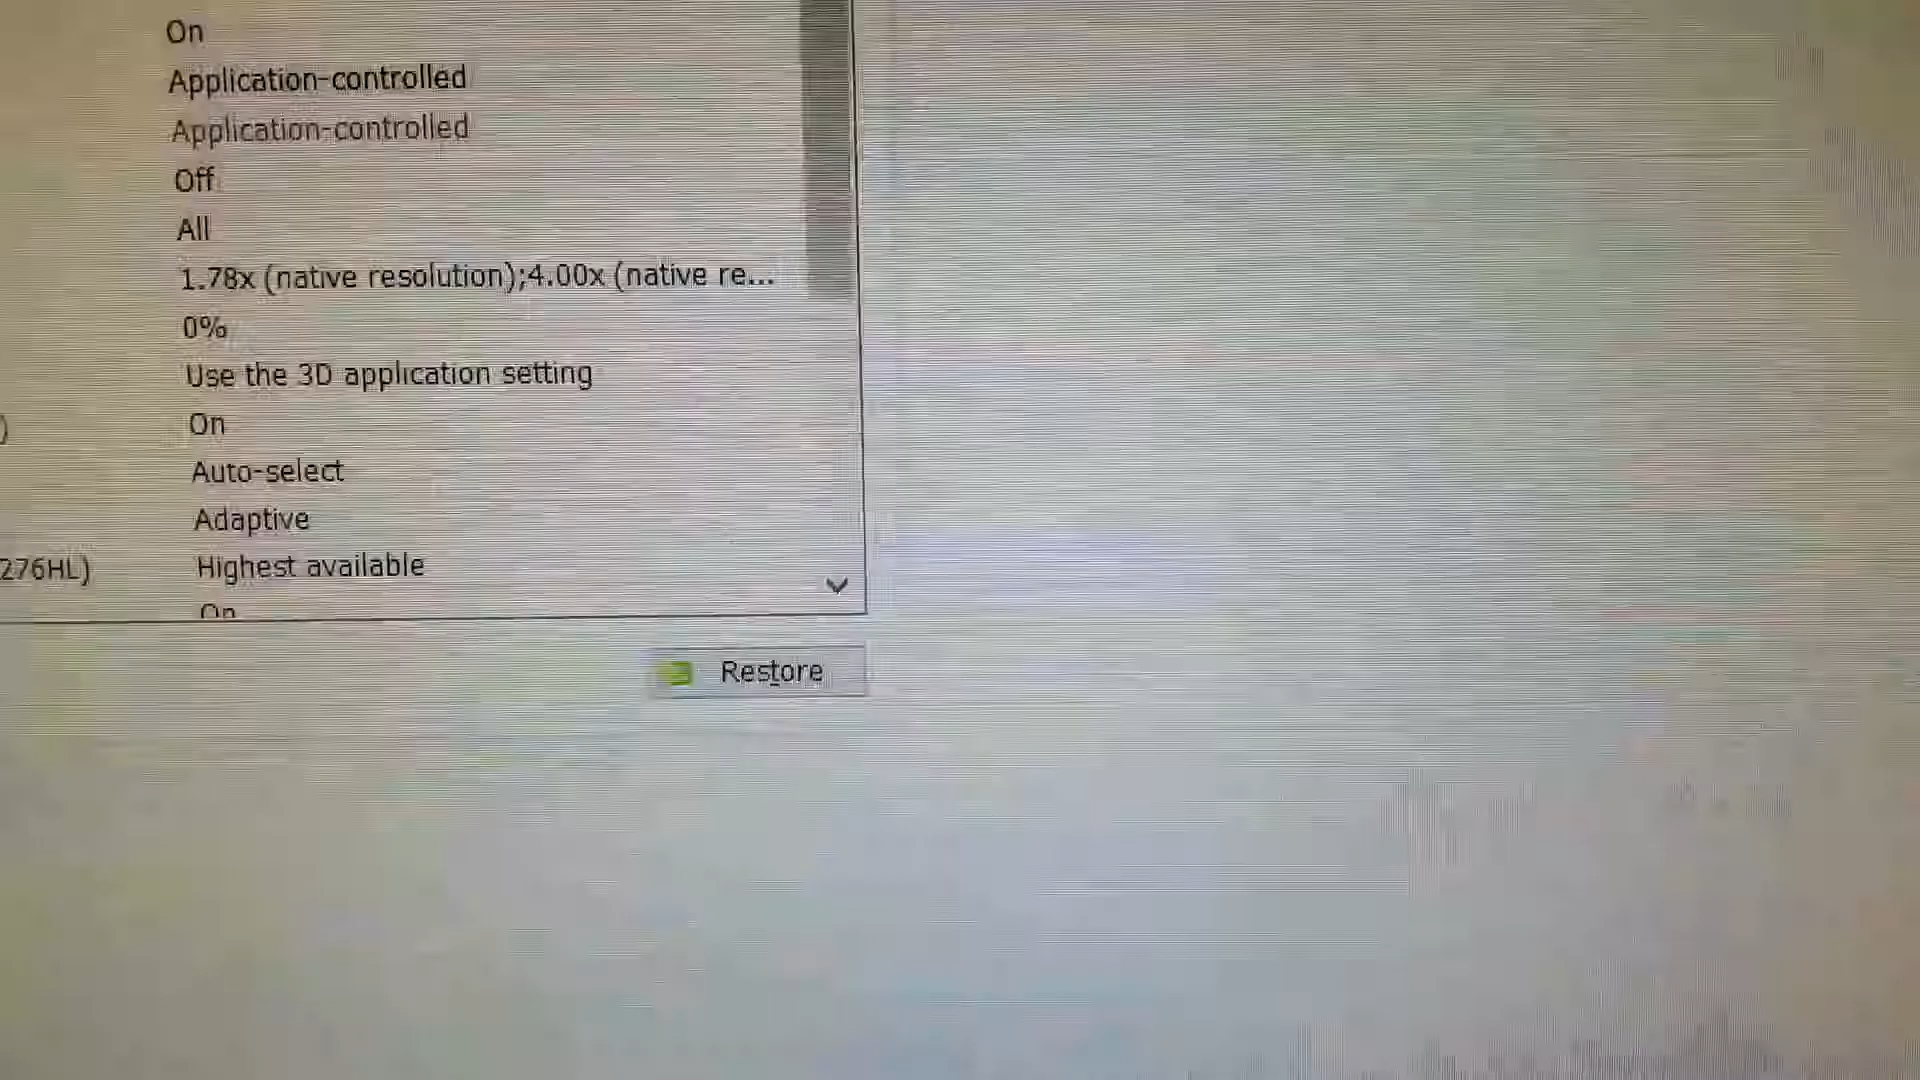 On
Application-controlled
Application-controlled
Off
All
1.78x (native resolution);4.00x (native re...
0%
Use the 3D application setting
) On
Auto-select
Adaptive
276HL) Highest available
On
Restore